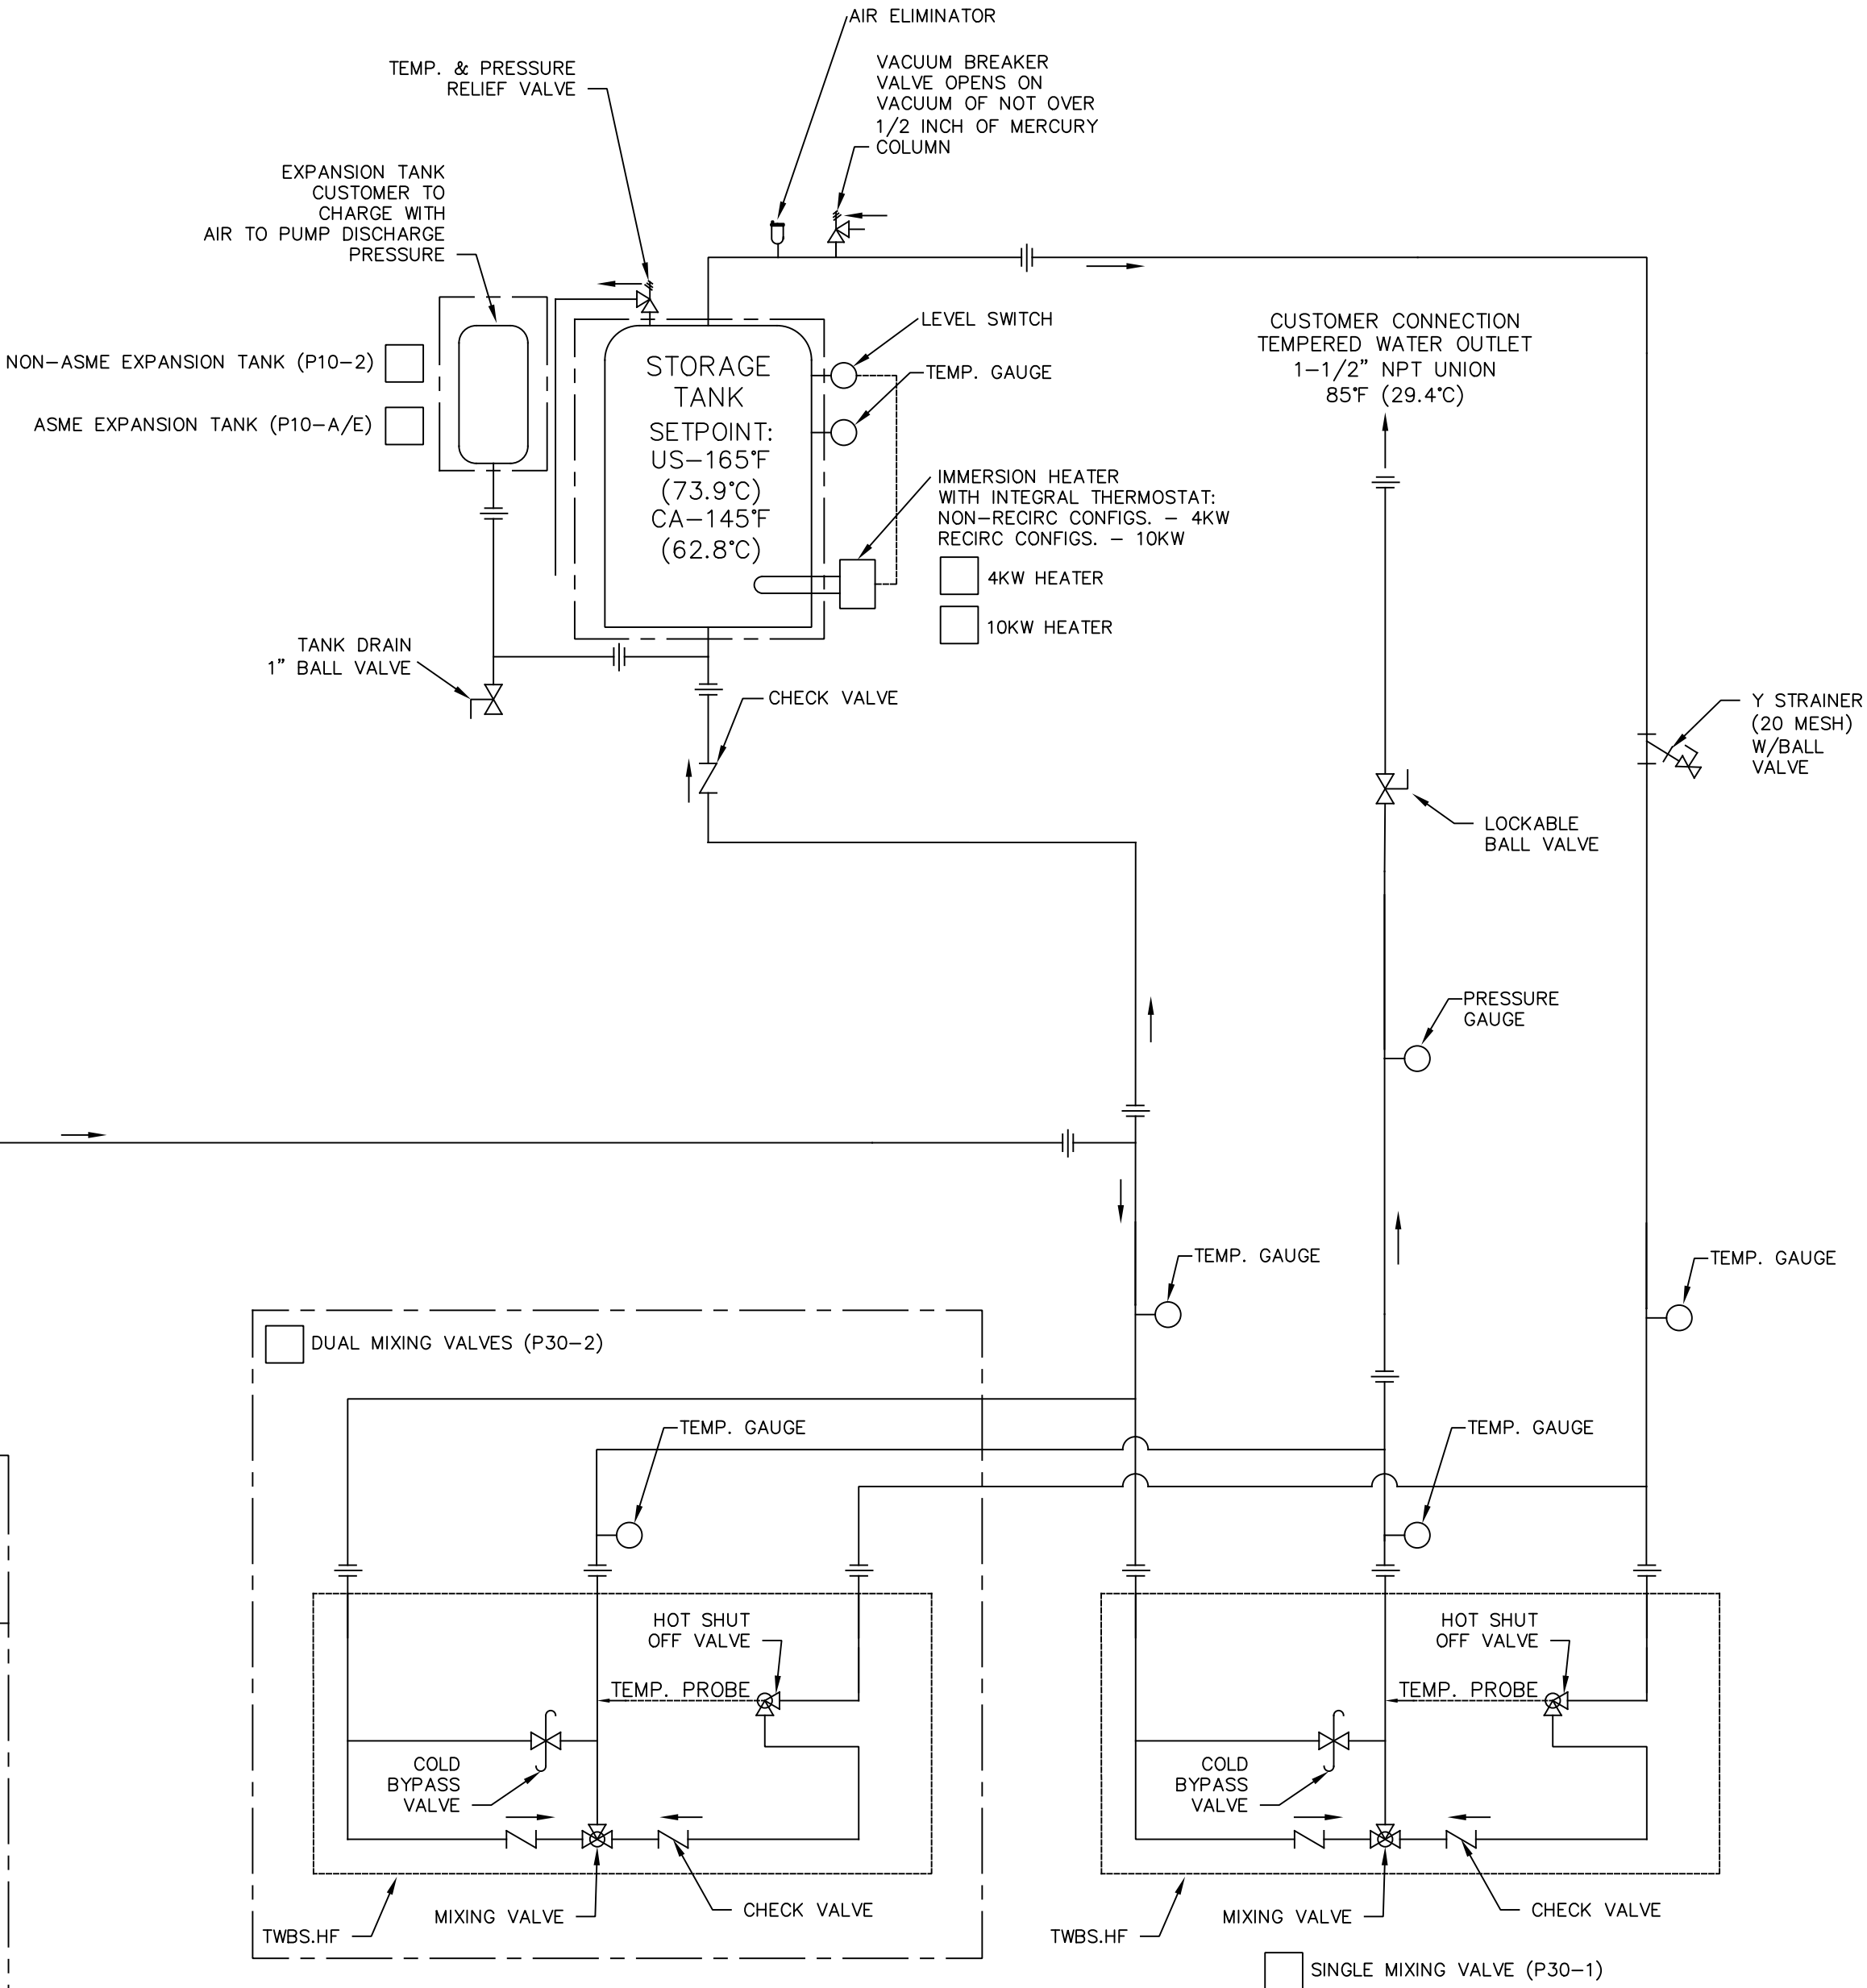 AIR ELIMINATOR
VACUUM BREAKER
VALVE OPENS ON
VACUUM OF NOT OVER
1/2 INCH OF MERCURY
COLUMN
TEMP. & PRESSURE
RELIEF VALVE
EXPANSION TANK
CUSTOMER TO
CHARGE WITH
AIR TO PUMP DISCHARGE
PRESSURE
NON-ASME EXPANSION TANK (P10-2)
ASME EXPANSION TANK (P10-A/E)
STORAGE
TANK
SETPOINT:
US-165°F
(73.9°C)
CA-145°F
(62.8°C)
LEVEL SWITCH
TEMP. GAUGE
IMMERSION HEATER
WITH INTEGRAL THERMOSTAT:
NON-RECIRC CONFIGS. - 4KW
RECIRC CONFIGS. - 10KW
4KW HEATER
10KW HEATER
CUSTOMER CONNECTION
TEMPERED WATER OUTLET
1-1/2" NPT UNION
85°F (29.4°C)
TANK DRAIN
1" BALL VALVE
CHECK VALVE
Y STRAINER
(20 MESH)
W/BALL
VALVE
LOCKABLE
BALL VALVE
PRESSURE
GAUGE
TEMP. GAUGE
TEMP. GAUGE
DUAL MIXING VALVES (P30-2)
TEMP. GAUGE
TEMP. GAUGE
HOT SHUT
OFF VALVE
TEMP. PROBE
COLD
BYPASS
VALVE
MIXING VALVE
CHECK VALVE
TWBS.HF
HOT SHUT
OFF VALVE
TEMP. PROBE
COLD
BYPASS
VALVE
MIXING VALVE
CHECK VALVE
TWBS.HF
SINGLE MIXING VALVE (P30-1)